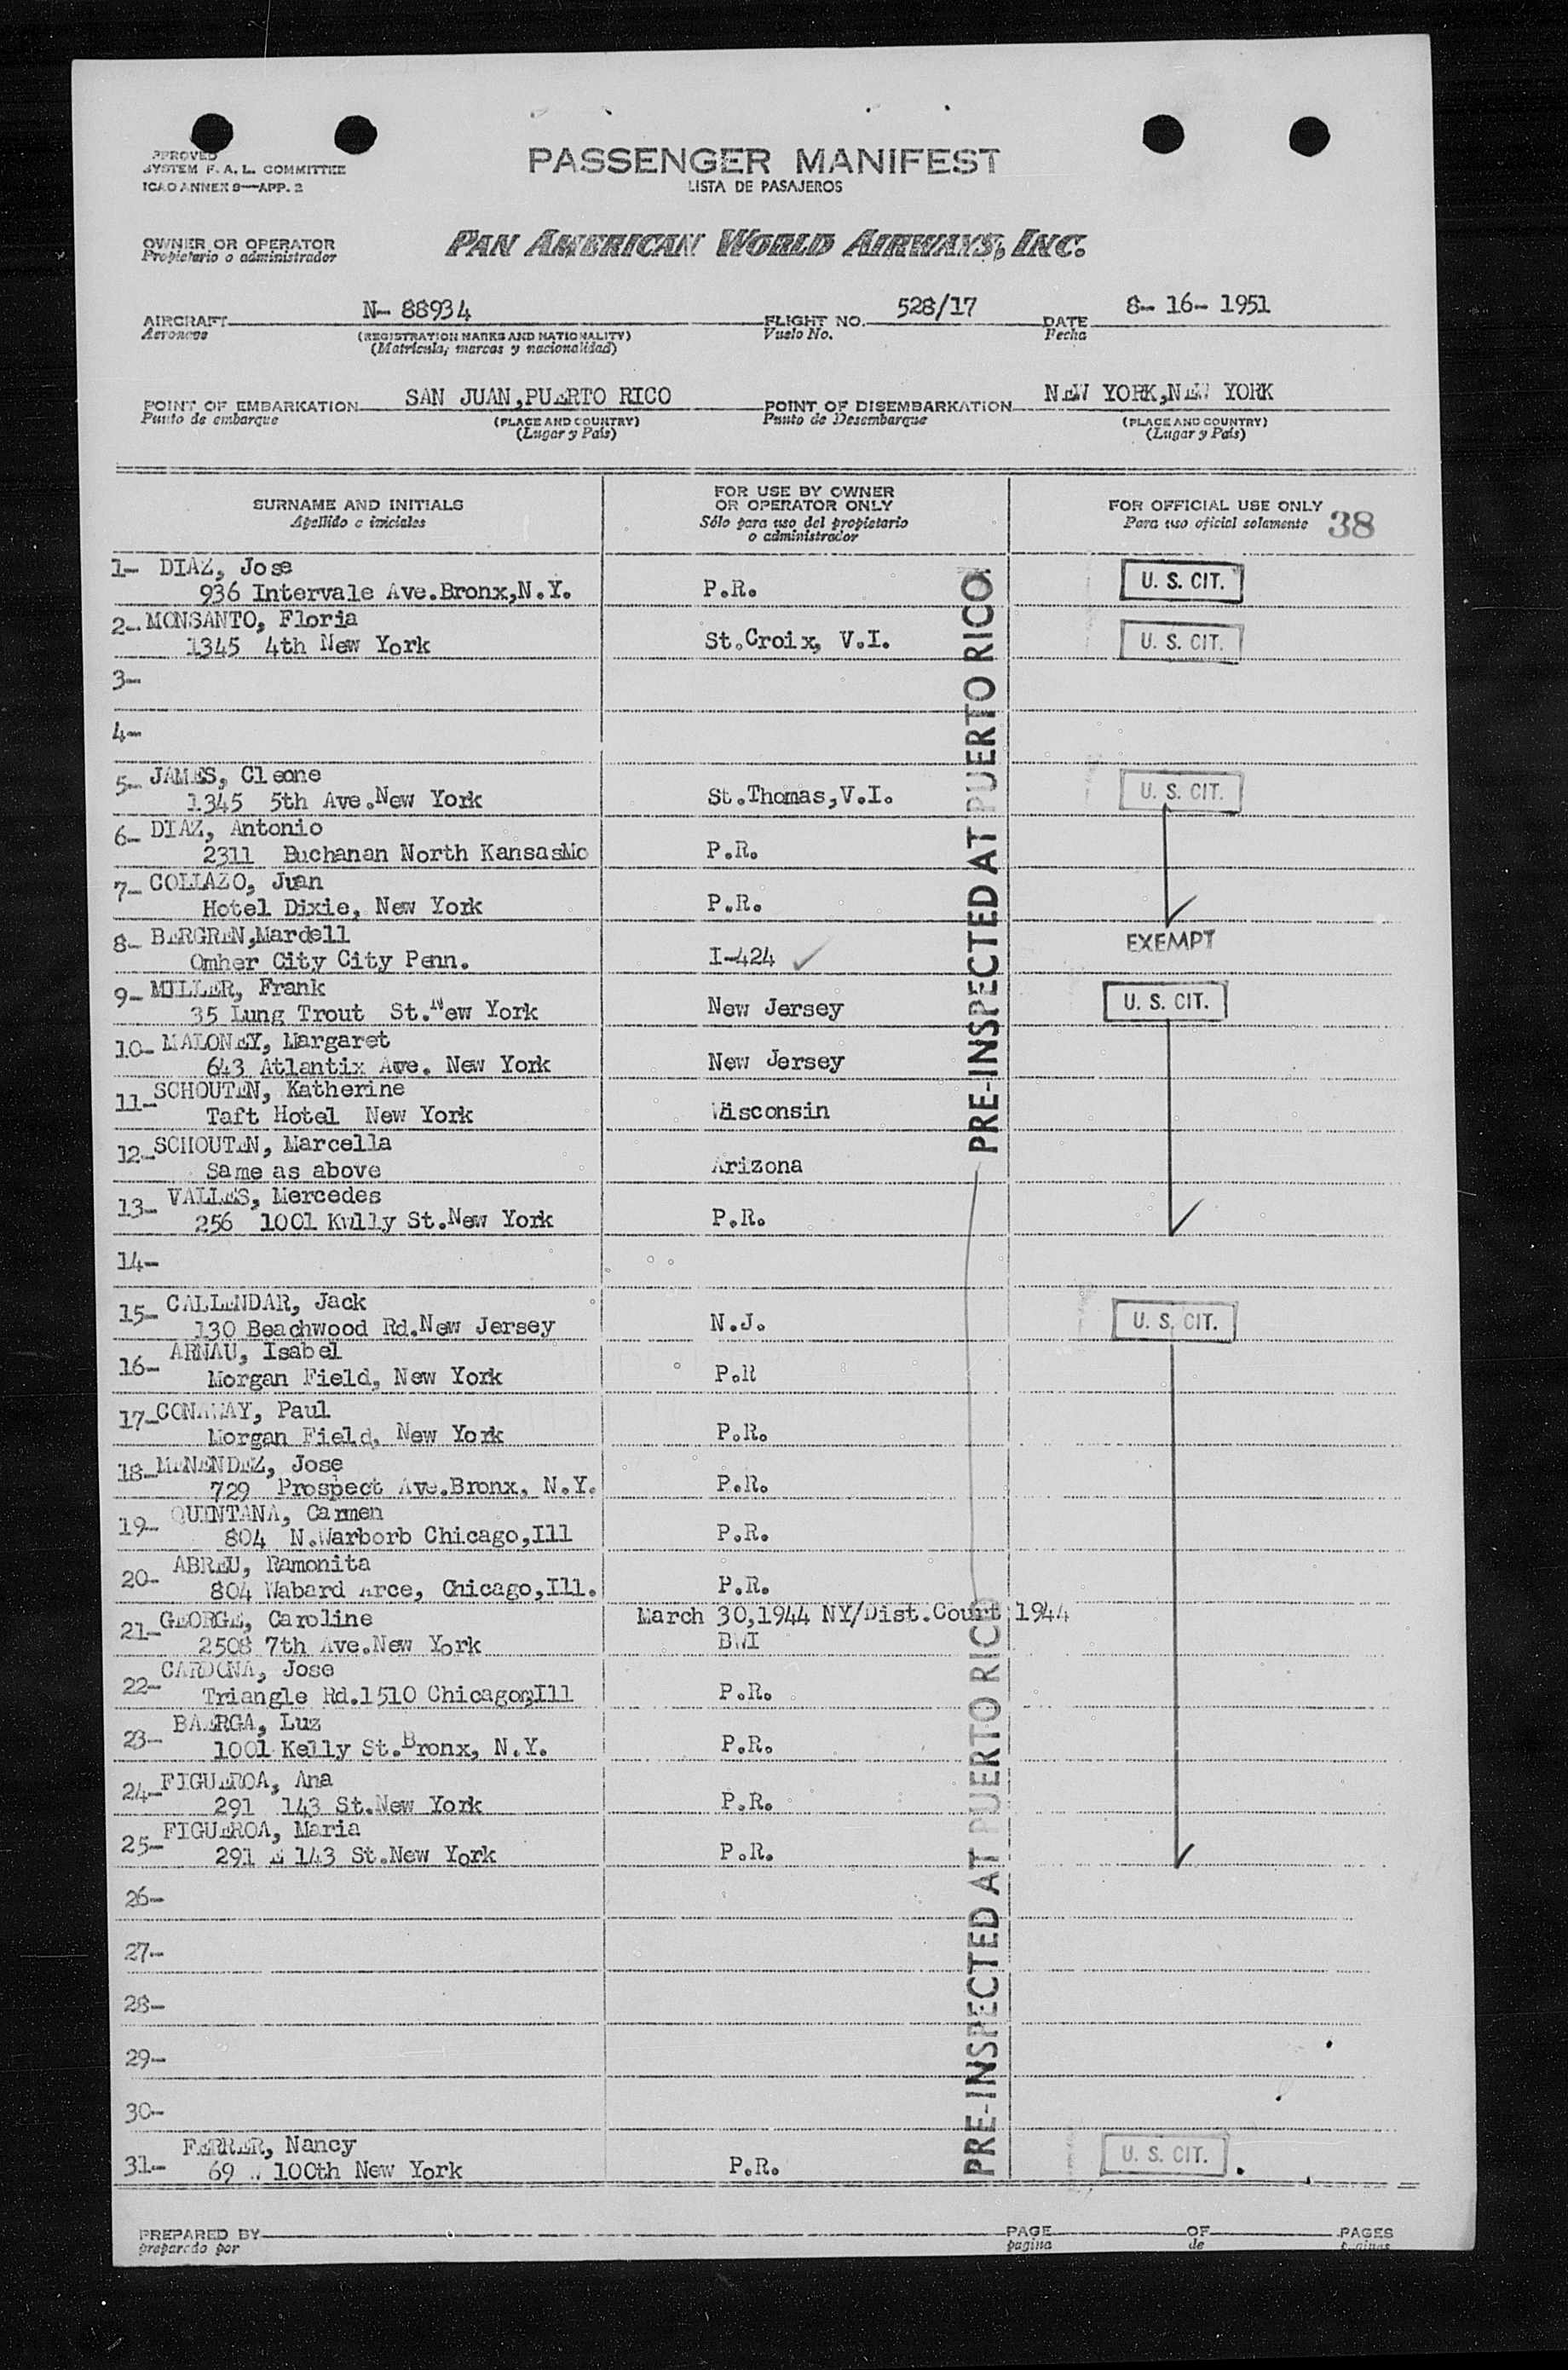 APPROVED
SYSTEM F. A. L. COMMITTEE
ICAO ANNEX 9—APP. 2
PASSENGER MANIFEST
LISTA DE PASAJEROS
OWNER OR OPERATOR
Propietario o administrador
PAN AMERICAN WORLD AIRWAYS, INC.
AIRCRAFT N- 88934 FLIGHT NO. 528/17 DATE 8- 16- 1951
Aeronave (REGISTRATION MARKS AND NATIONALITY) Vuelo No. Fecha
(Matricula, marcas y nacionalidad)
POINT OF EMBARKATION SAN JUAN,PUERTO RICO POINT OF DISEMBARKATION NEW YORK,NEW YORK
Punto de embarque (PLACE AND COUNTRY) Punto de Desembarque (PLACE AND COUNTRY)
(Lugar y País) (Lugar y País)
SURNAME AND INITIALS
Apellido e iniciales
FOR USE BY OWNER
OR OPERATOR ONLY
Sólo para uso del propietario
o administrador
FOR OFFICIAL USE ONLY
Para uso oficial solamente
38
1- DIAZ, Jose
936 Intervale Ave.Bronx,N.Y. P.R. U. S. CIT.
2- MONSANTO, Floria
1345 4th New York St.Croix, V.I. U. S. CIT.
3-
4-
5- JAMES, Cleone
1345 5th Ave.New York St.Thomas,V.I. U. S. CIT.
6- DIAZ, Antonio
2311 Buchanan North KansasMo P.R.
7- COLLAZO, Juan
Hotel Dixie, New York P.R.
8- BERGREN,Mardell
Omher City City Penn. I-424 EXEMPT
9- MILLER, Frank
35 Lung Trout St.New York New Jersey U. S. CIT.
10- MALONEY, Margaret
643 Atlantix Ave. New York New Jersey
11- SCHOUTEN, Katherine
Taft Hotel New York Wisconsin
12- SCHOUTEN, Marcella
Same as above Arizona
13- VALLES, Mercedes
256 1001 Kwlly St.New York P.R.
14-
15- CALLENDAR, Jack
130 Beachwood Rd.New Jersey N.J. U. S. CIT.
16- ARNAU, Isabel
Morgan Field, New York P.R
17- CONAWAY, Paul
Morgan Field, New York P.R.
18- MENENDEZ, Jose
729 Prospect Ave.Bronx, N.Y. P.R.
19- QUINTANA, Carmen
804 N.Warborb Chicago,Ill P.R.
20- ABREU, Ramonita
804 Wabard Arce, Chicago,Ill. P.R.
21- GEORGE, Caroline March 30,1944 NY/Dist.Court 1944
2508 7th Ave.New York BWI
22- CARDONA, Jose
Triangle Rd.1510 Chicago Ill P.R.
23- BAERGA, Luz
1001 Kelly St.Bronx, N.Y. P.R.
24- FIGUEROA, Ana
291 143 St.New York P.R.
25- FIGUEROA, Maria
291 E 143 St.New York P.R.
26-
27-
28-
29-
30-
31- FERRER, Nancy
69 100th New York P.R. U. S. CIT.
PRE-INSPECTED AT PUERTO RICO.
PRE-INSPECTED AT PUERTO RICO
PREPARED BY PAGE OF PAGES
preparado por pagina de paginas